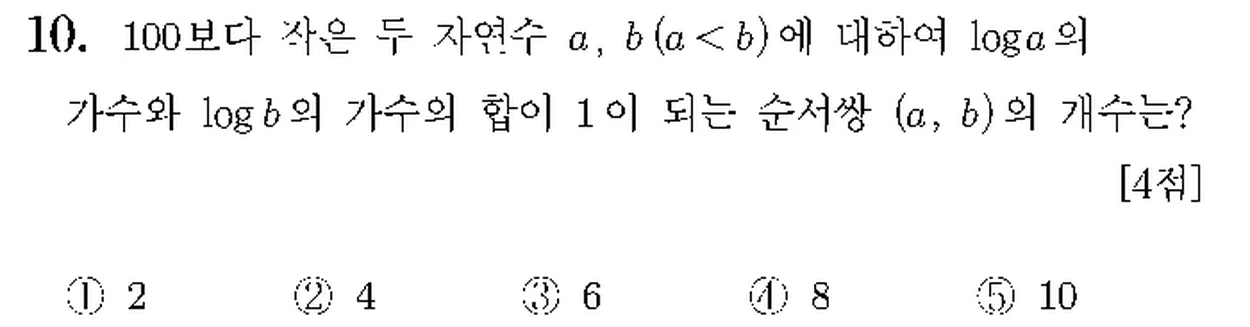 10. 100보다 작은 두 자연수 a, b (a < b)에 대하여 log a의
가수와 log b의 가수의 합이 1이 되는 순서쌍 (a, b)의 개수는?
[4점]
① 2 ② 4 ③ 6 ④ 8 ⑤ 10